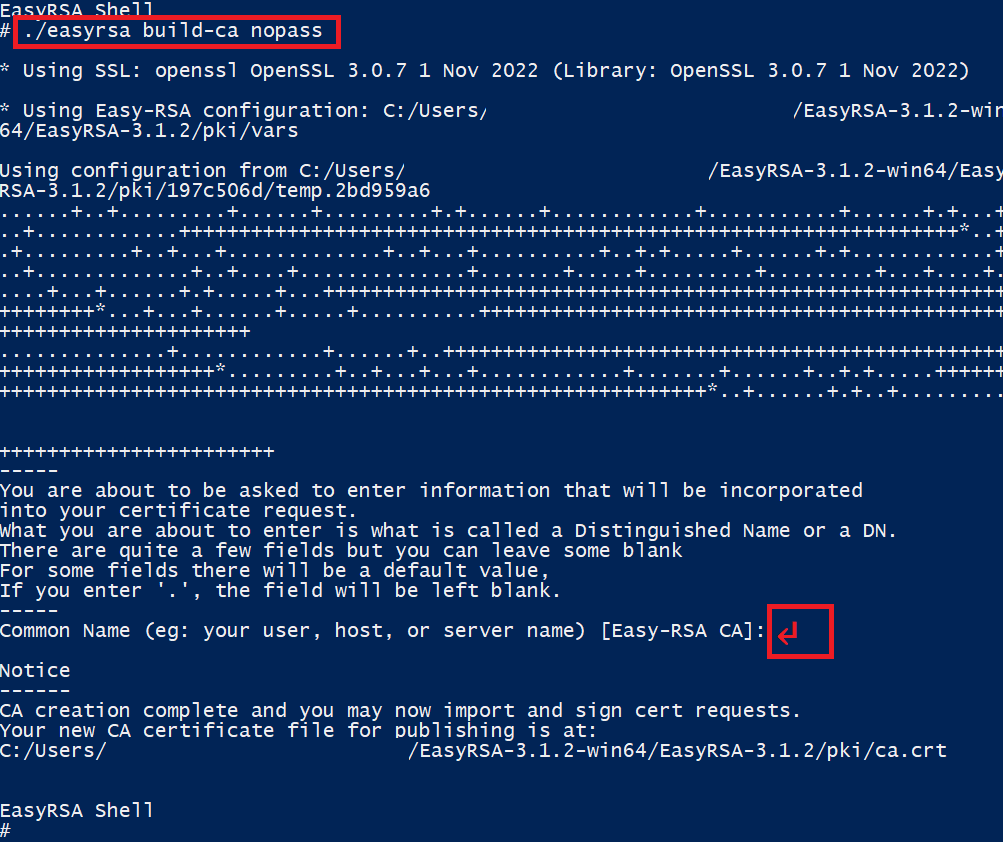 EasyRSA Shell
# ./easyrsa build-ca nopass
* Using SSL: openssl OpenSSL 3.0.7 1 Nov 2022 (Library: OpenSSL 3.0.7 1 Nov 2022)
* Using Easy-RSA configuration: C:/Users/ /EasyRSA-3.1.2-win
64/EasyRSA-3.1.2/pki/vars
Using configuration from C:/Users/ /EasyRSA-3.1.2-win64/Easy
RSA-3.1.2/pki/197c506d/temp.2bd959a6
-----
You are about to be asked to enter information that will be incorporated
into your certificate request.
What you are about to enter is what is called a Distinguished Name or a DN.
There are quite a few fields but you can leave some blank
For some fields there will be a default value,
If you enter '.', the field will be left blank.
-----
Common Name (eg: your user, host, or server name) [Easy-RSA CA]:
Notice
------
CA creation complete and you may now import and sign cert requests.
Your new CA certificate file for publishing is at:
C:/Users/ /EasyRSA-3.1.2-win64/EasyRSA-3.1.2/pki/ca.crt
EasyRSA Shell
#